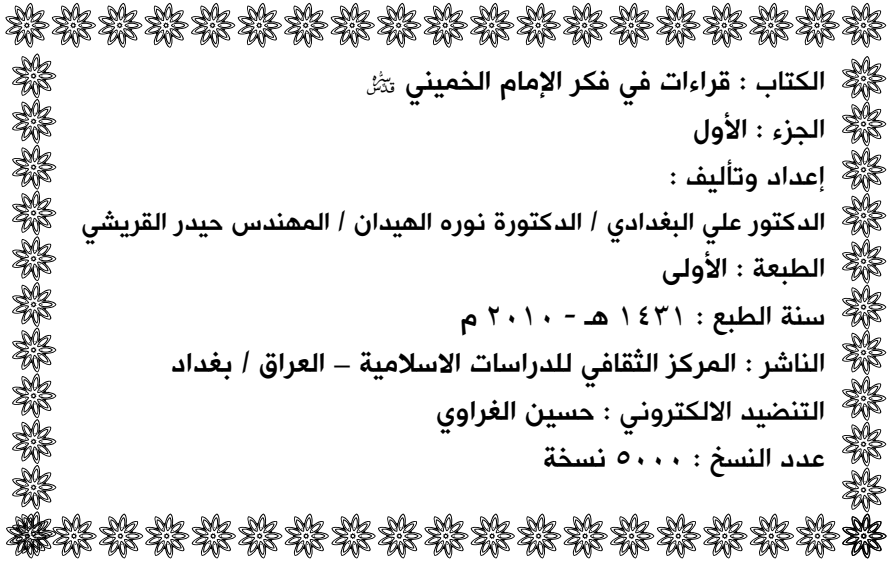 الكتاب : قراءات في فكر الإمام الخميني قدس سره
الجزء : الأول
إعداد وتأليف :
الدكتور علي البغدادي / الدكتورة نوره الهيدان / المهندس حيدر القريشي
الطبعة : الأولى
سنة الطبع : ١٤٣١ هـ - ٢٠١٠ م
الناشر : المركز الثقافي للدراسات الاسلامية – العراق / بغداد
التنضيد الالكتروني : حسين الغراوي
عدد النسخ : ٥٠٠٠ نسخة